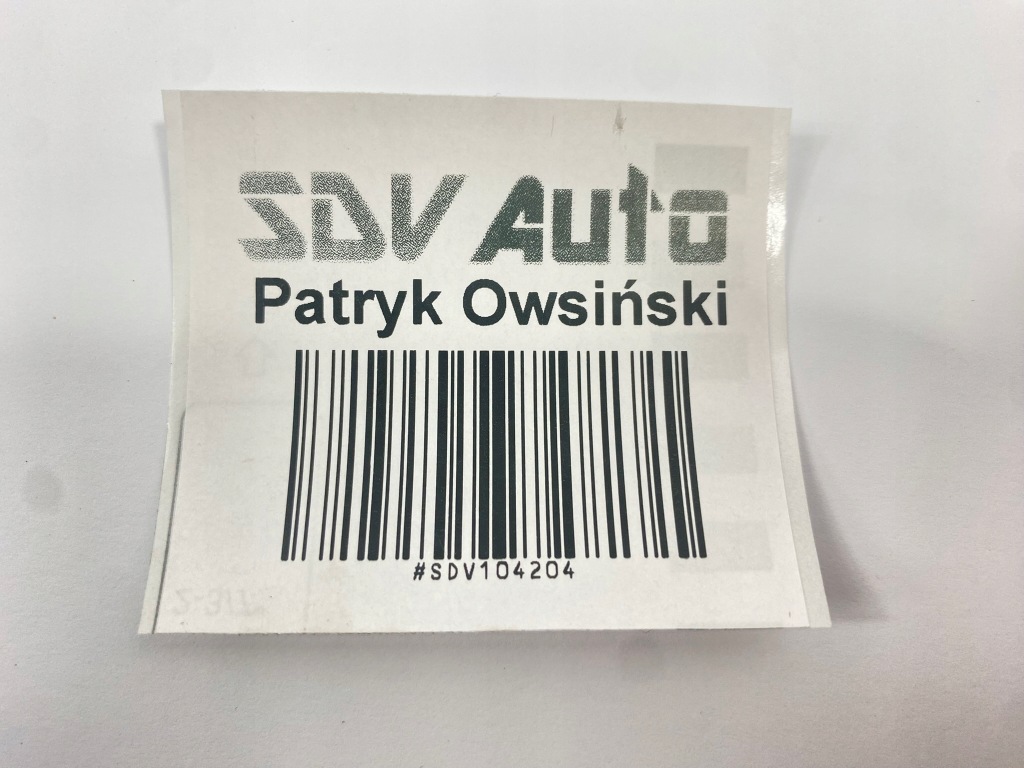 SDV Auto
Patryk Owsiński
#SDV104204